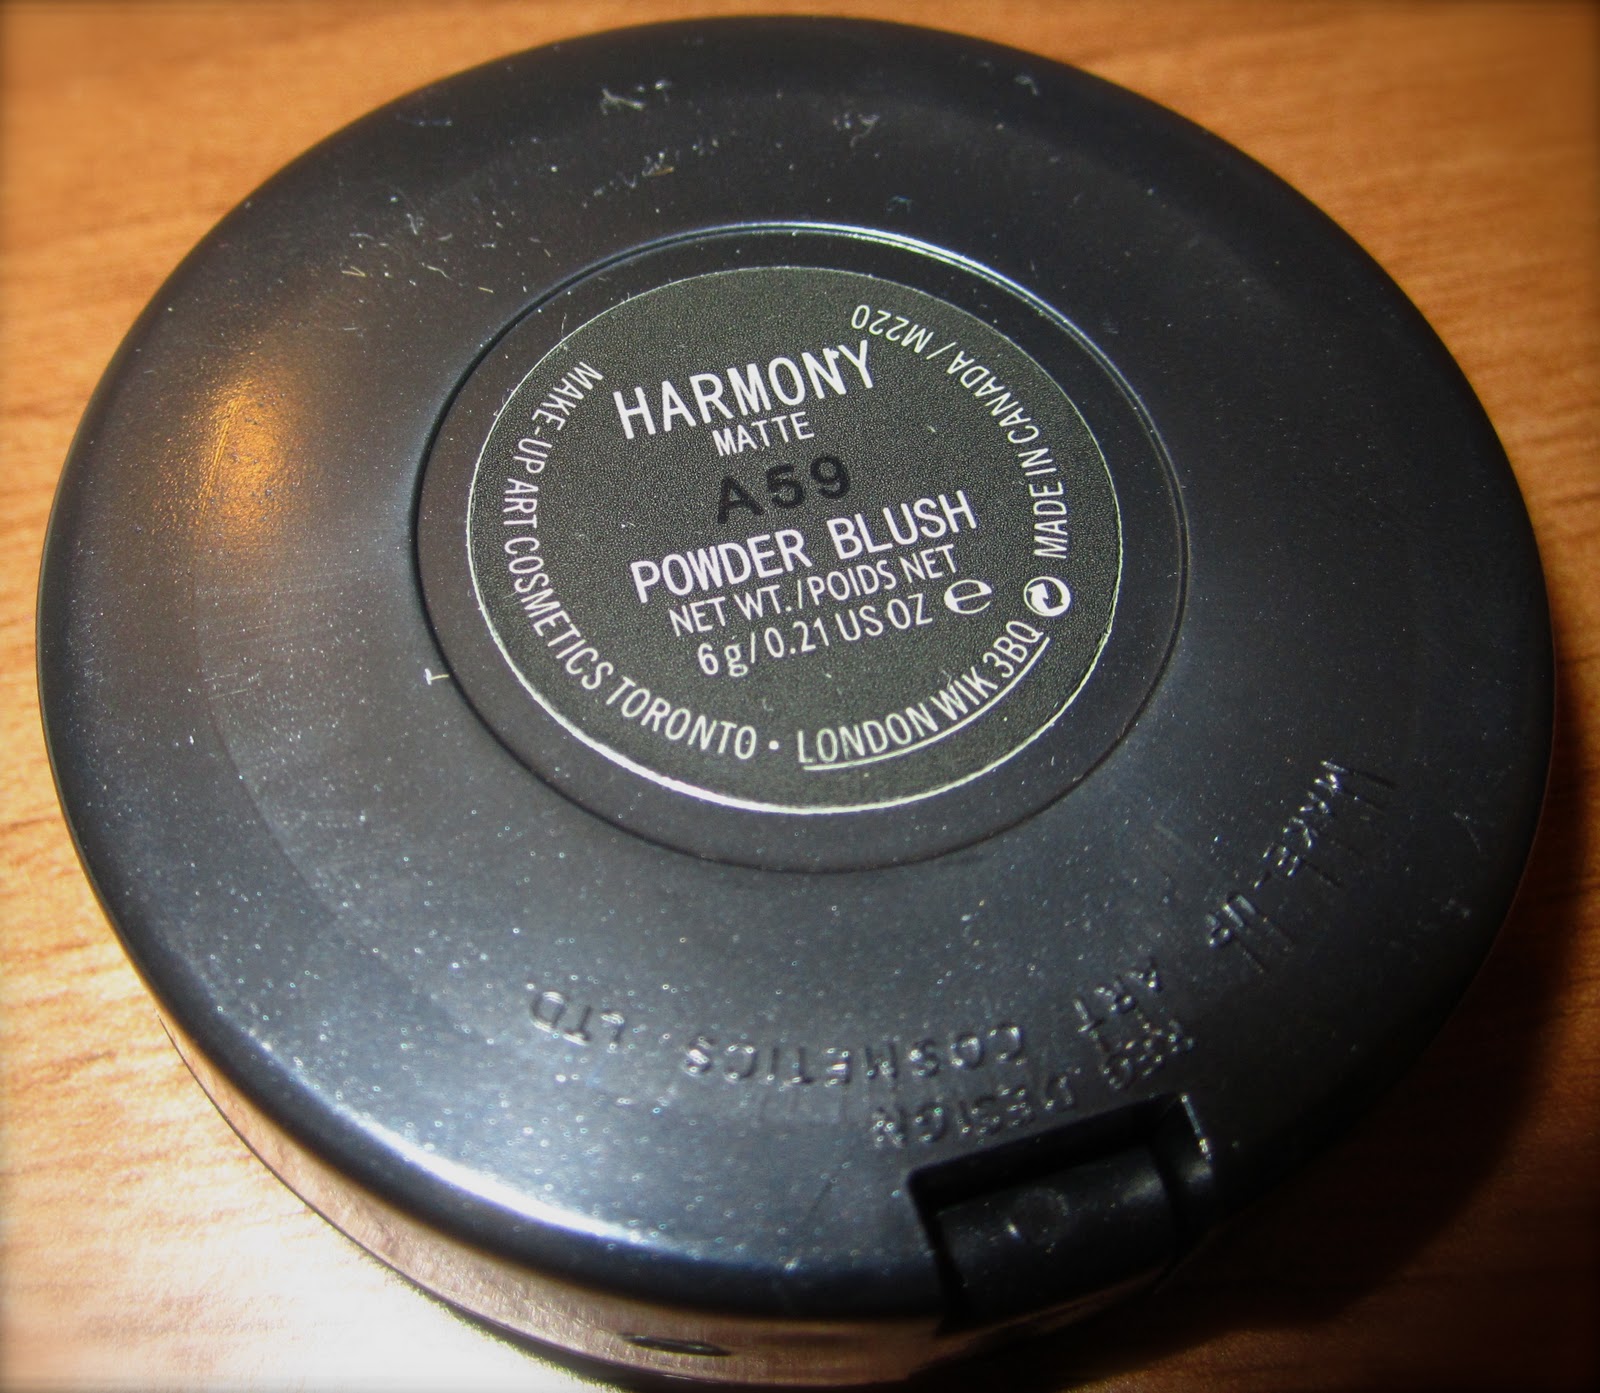 HARMONY
MATTE
A59
POWDER BLUSH
NET WT./POIDS NET
6g/0.21 US OZ e
MAKE-UP ART COSMETICS TORONTO · LONDON WIK 3BQ
MADE IN CANADA / M220
MAKE-UP ART COSMETICS LTD
REG DESIGN